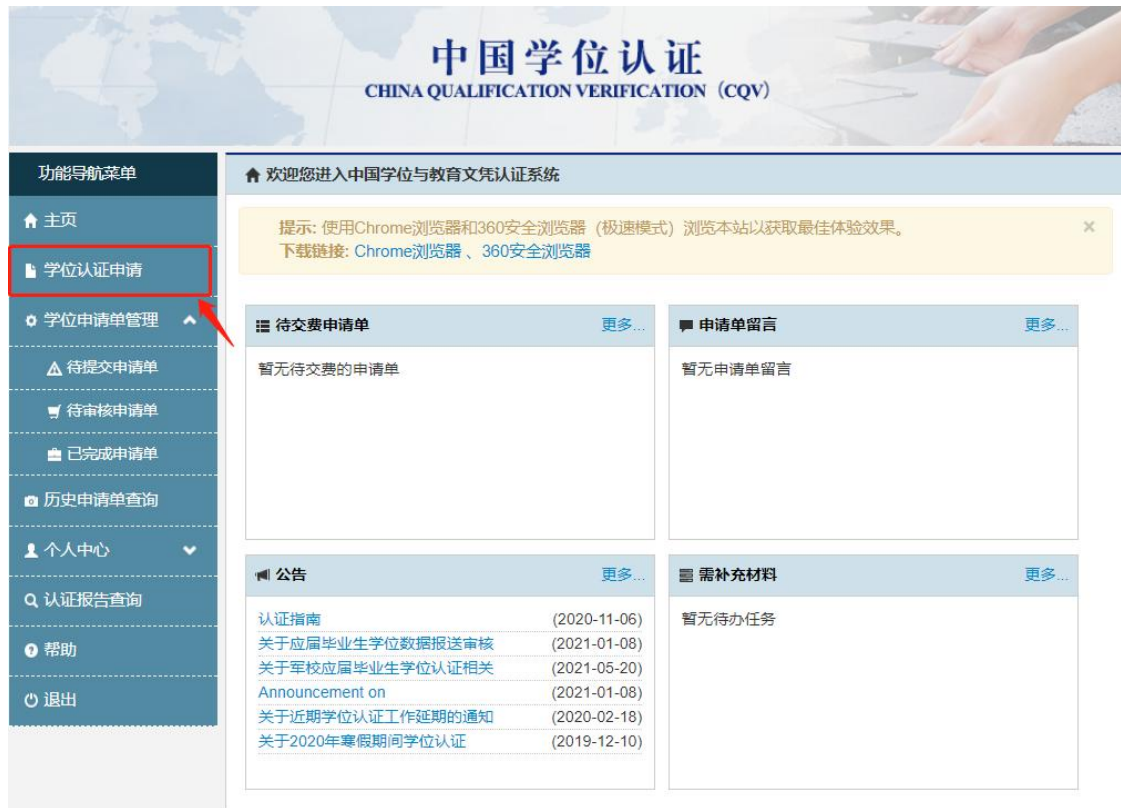 中国学位认证
CHINA QUALIFICATION VERIFICATION（CQV）
功能导航菜单
主页
学位认证申请
学位申请单管理
待提交申请单
待审核申请单
已完成申请单
历史申请单查询
个人中心
认证报告查询
帮助
退出
欢迎您进入中国学位与教育文凭认证系统
提示: 使用Chrome浏览器和360安全浏览器（极速模式）浏览本站以获取最佳体验效果。 ×
下载链接: Chrome浏览器 、360安全浏览器
待交费申请单 更多...
暂无待交费的申请单
申请单留言 更多...
暂无申请单留言
公告 更多...
认证指南 (2020-11-06)
关于应届毕业生学位数据报送审核 (2021-01-08)
关于军校应届毕业生学位认证相关 (2021-05-20)
Announcement on (2021-01-08)
关于近期学位认证工作延期的通知 (2020-02-18)
关于2020年寒假期间学位认证 (2019-12-10)
需补充材料 更多...
暂无待办任务